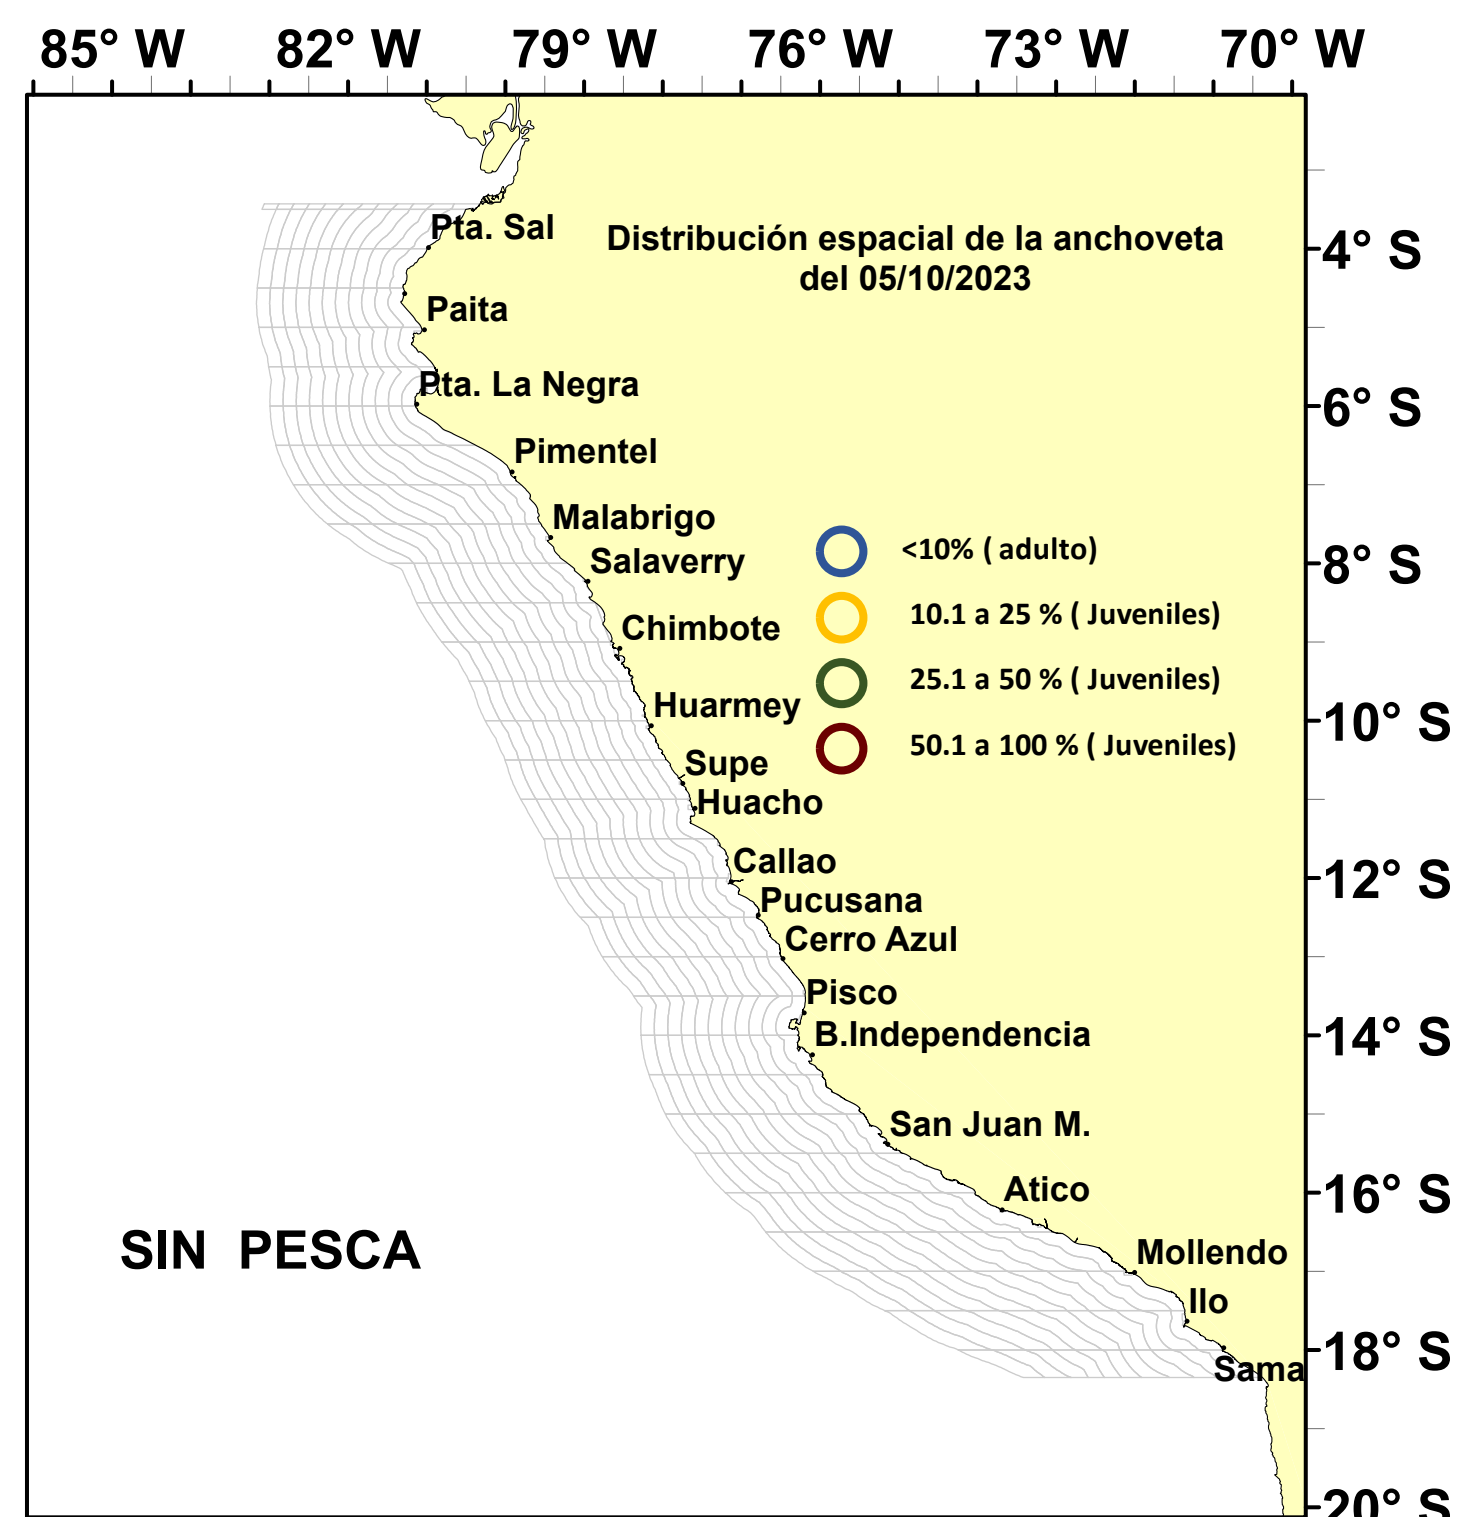 85° W 82° W 79° W 76° W 73° W 70° W
Pta. Sal
Distribución espacial de la anchoveta
del 05/10/2023
4° S
Paita
Pta. La Negra
6° S
Pimentel
Malabrigo
Salaverry
<10% ( adulto)
8° S
10.1 a 25 % ( Juveniles)
Chimbote
25.1 a 50 % ( Juveniles)
Huarmey
10° S
50.1 a 100 % ( Juveniles)
Supe
Huacho
Callao
12° S
Pucusana
Cerro Azul
Pisco
B.Independencia
14° S
San Juan M.
Atico
16° S
SIN PESCA
Mollendo
Ilo
18° S
Sama
20° S